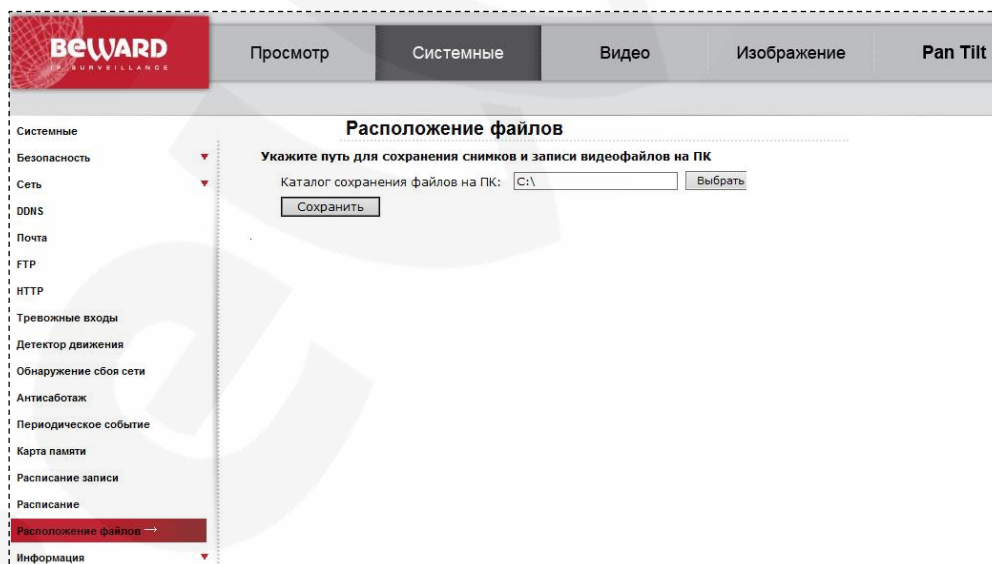 BEWARD
IP SURVEILLANCE
Просмотр
Системные
Видео
Изображение
Pan Tilt
Системные
Безопасность
Сеть
DDNS
Почта
FTP
HTTP
Тревожные входы
Детектор движения
Обнаружение сбоя сети
Антисаботаж
Периодическое событие
Карта памяти
Расписание записи
Расписание
Расположение файлов →
Информация
Расположение файлов
Укажите путь для сохранения снимков и записи видеофайлов на ПК
Каталог сохранения файлов на ПК: C:\ Выбрать
Сохранить